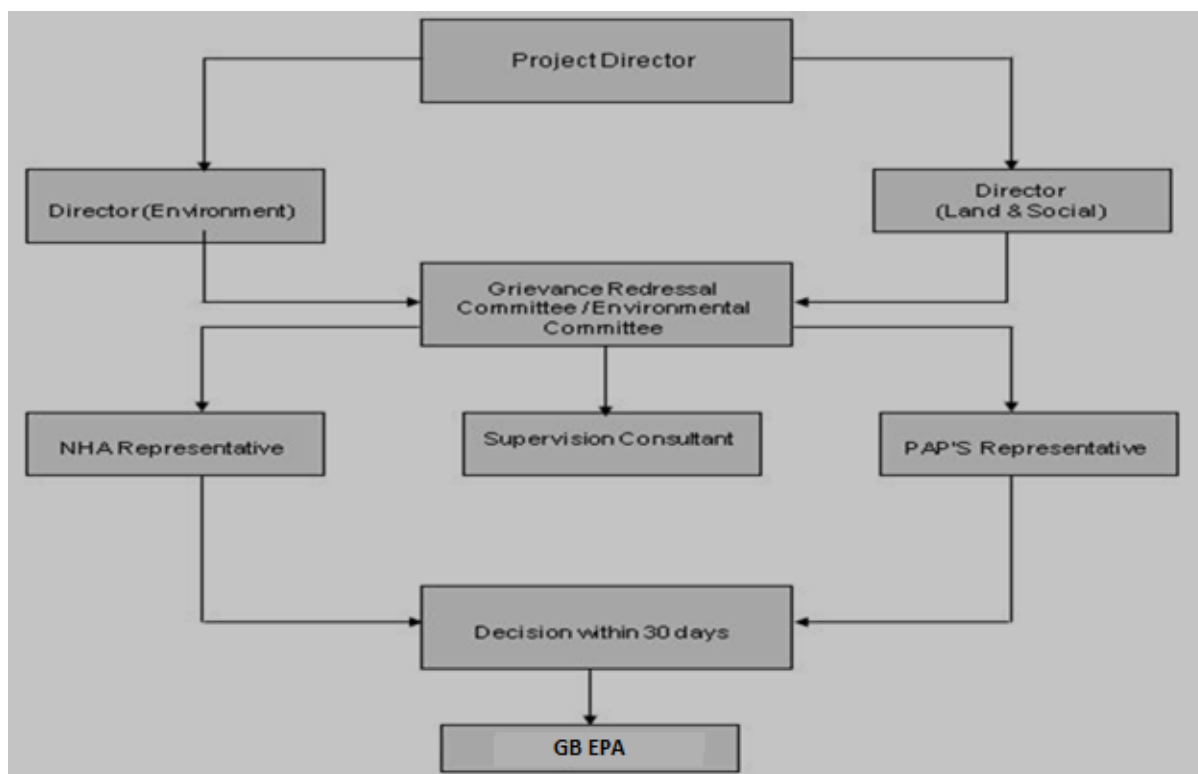 Project Director
Director (Environment)
Director
(Land & Social)
Grievance Redressal
Committee / Environmental
Committee
NHA Representative
Supervision Consultant
PAP'S Representative
Decision within 30 days
GB EPA